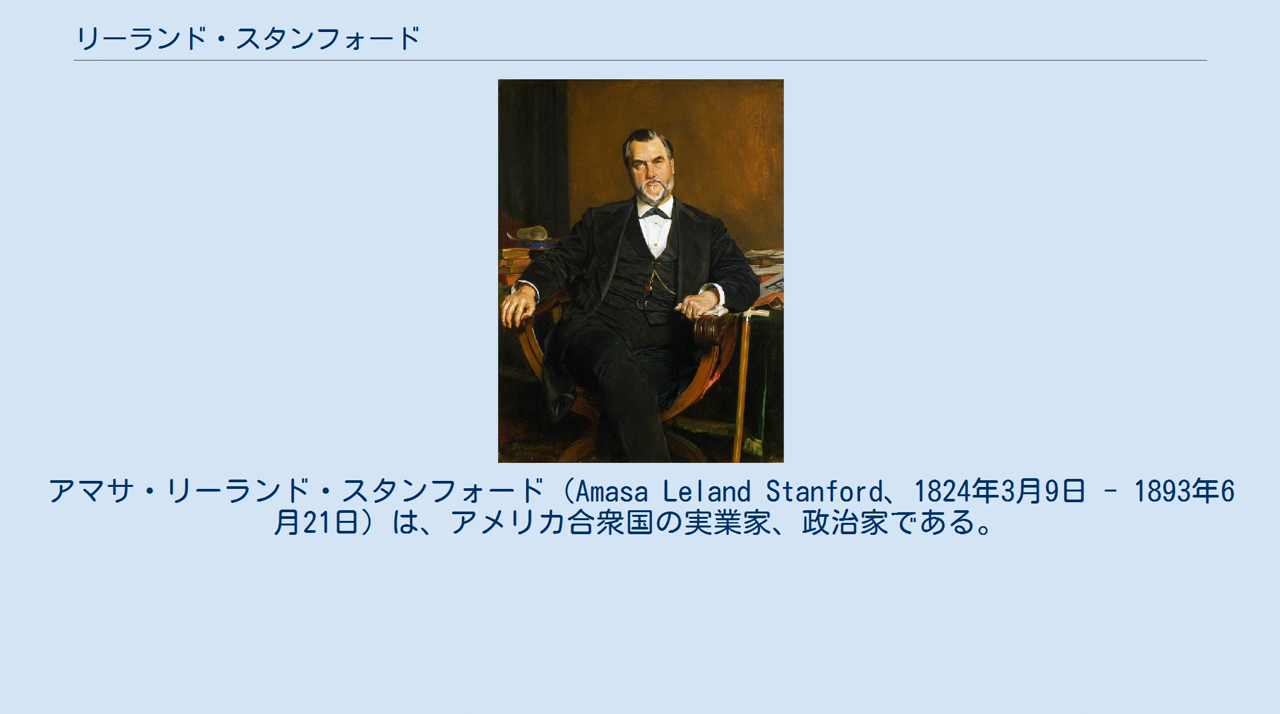 リーランド・スタンフォード
アマサ・リーランド・スタンフォード（Amasa Leland Stanford、1824年3月9日 - 1893年6
月21日）は、アメリカ合衆国の実業家、政治家である。